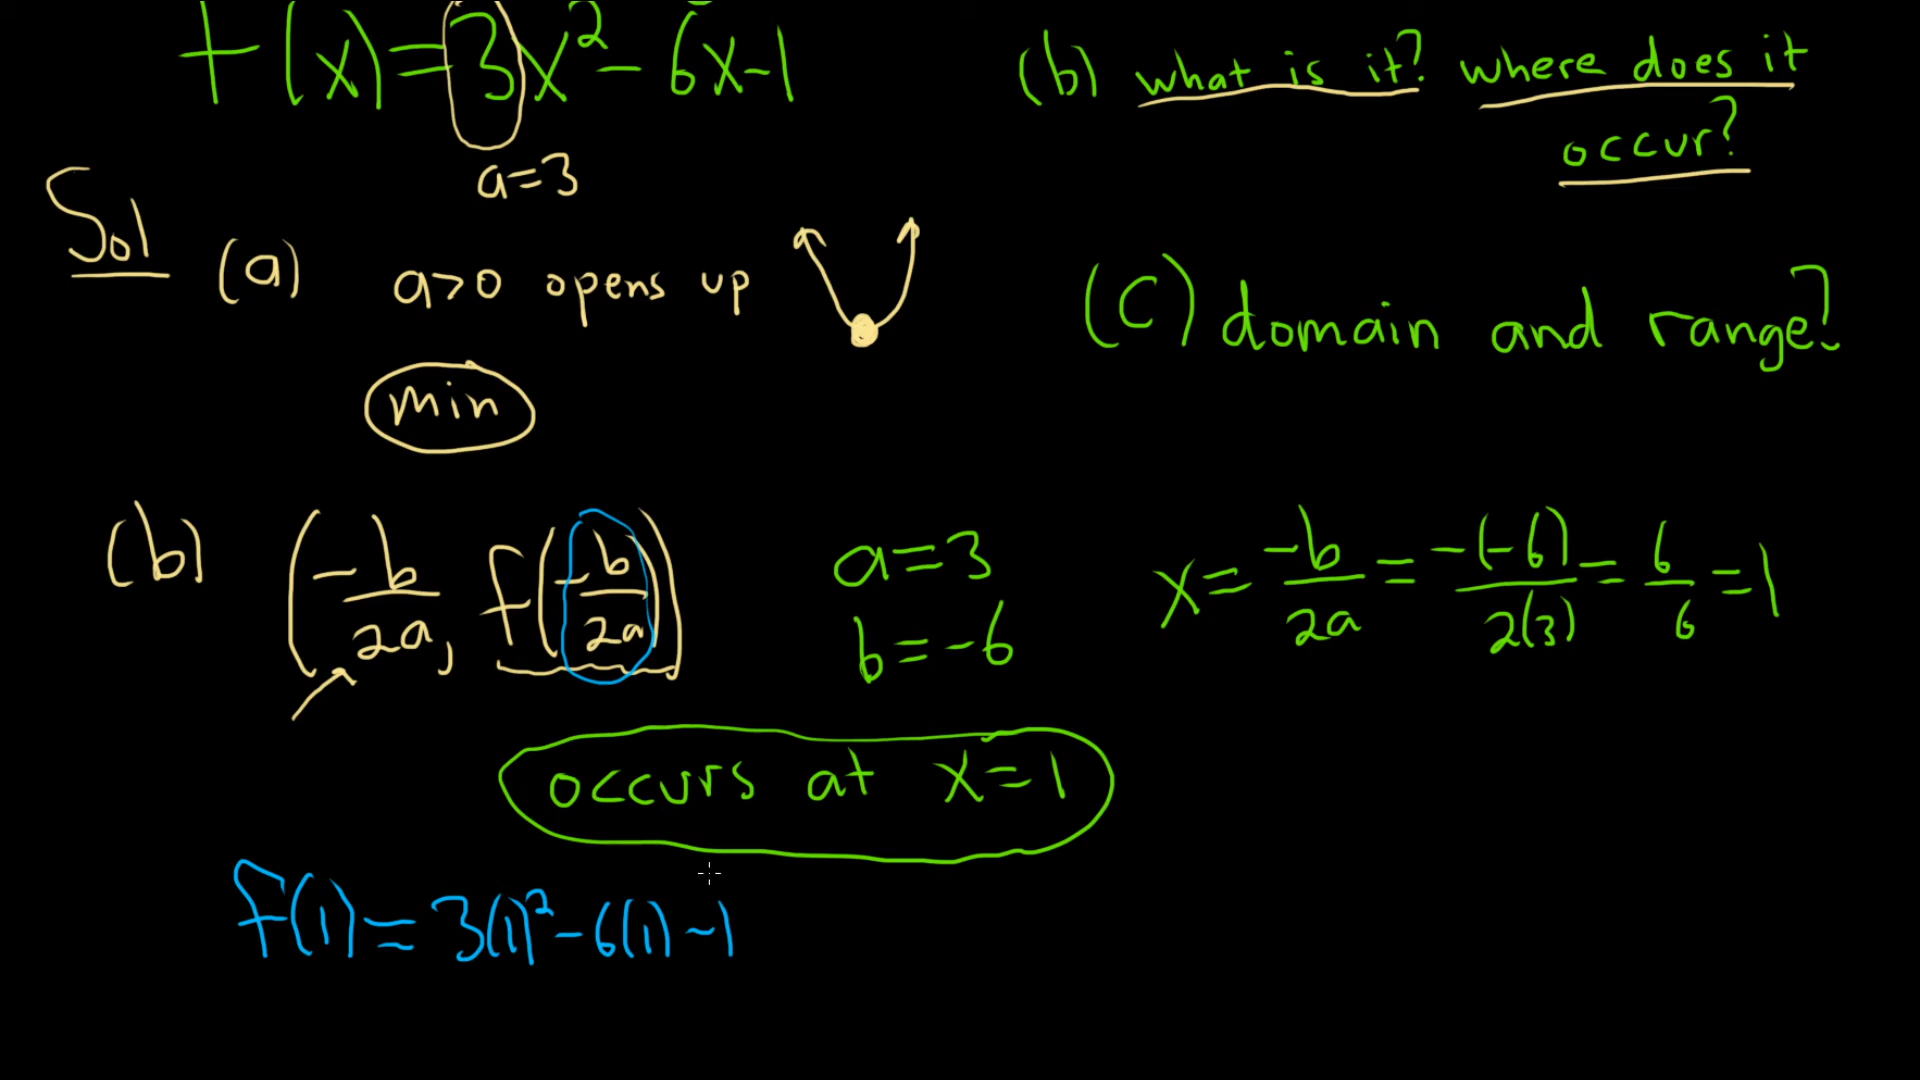 f(x)=3x²-6x-1
(b) what is it? where does it
occur?
a=3
Sol
(a) a>0 opens up
(C) domain and range?
min
(b) (-b/2a, f(-b/2a))
a=3
b=-6
x=-b/2a=-(-6)/2(3)=6/6=1
occurs at x=1
f(1)=3(1)²-6(1)-1